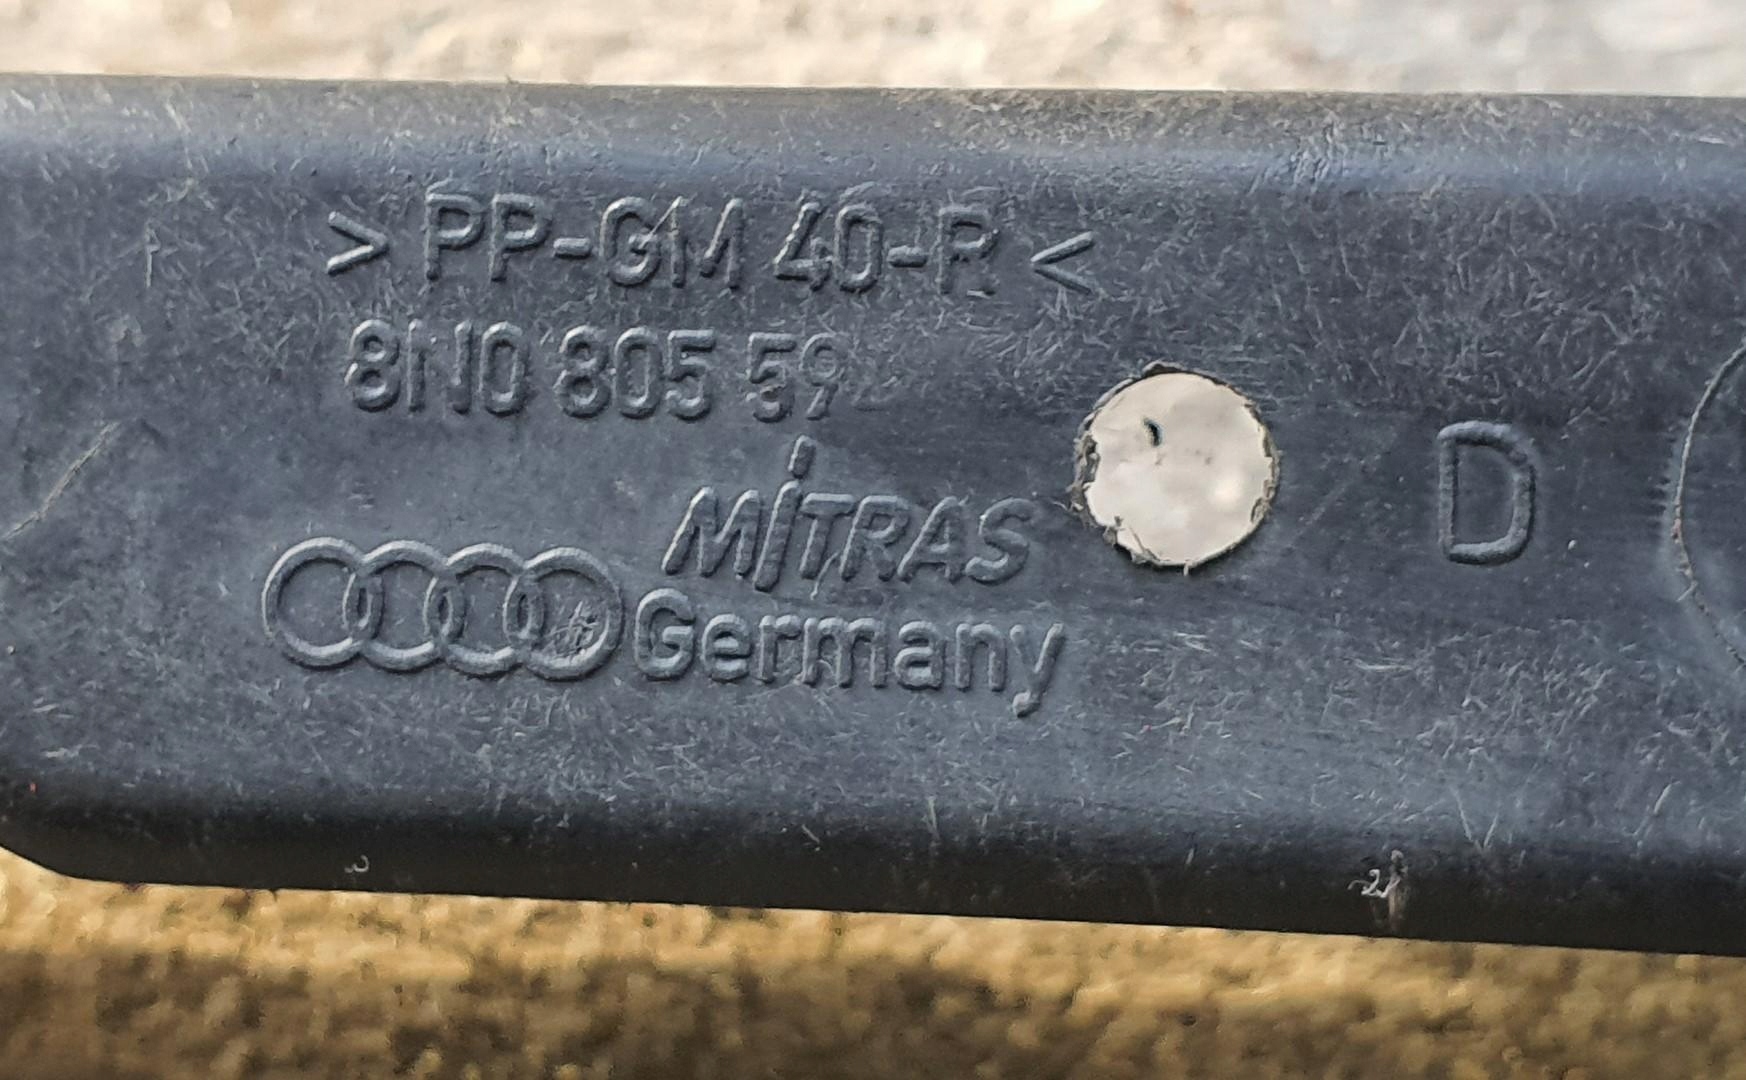 > PP-GM 40-R <
8N0 805 59
MiTRAS
Germany
D